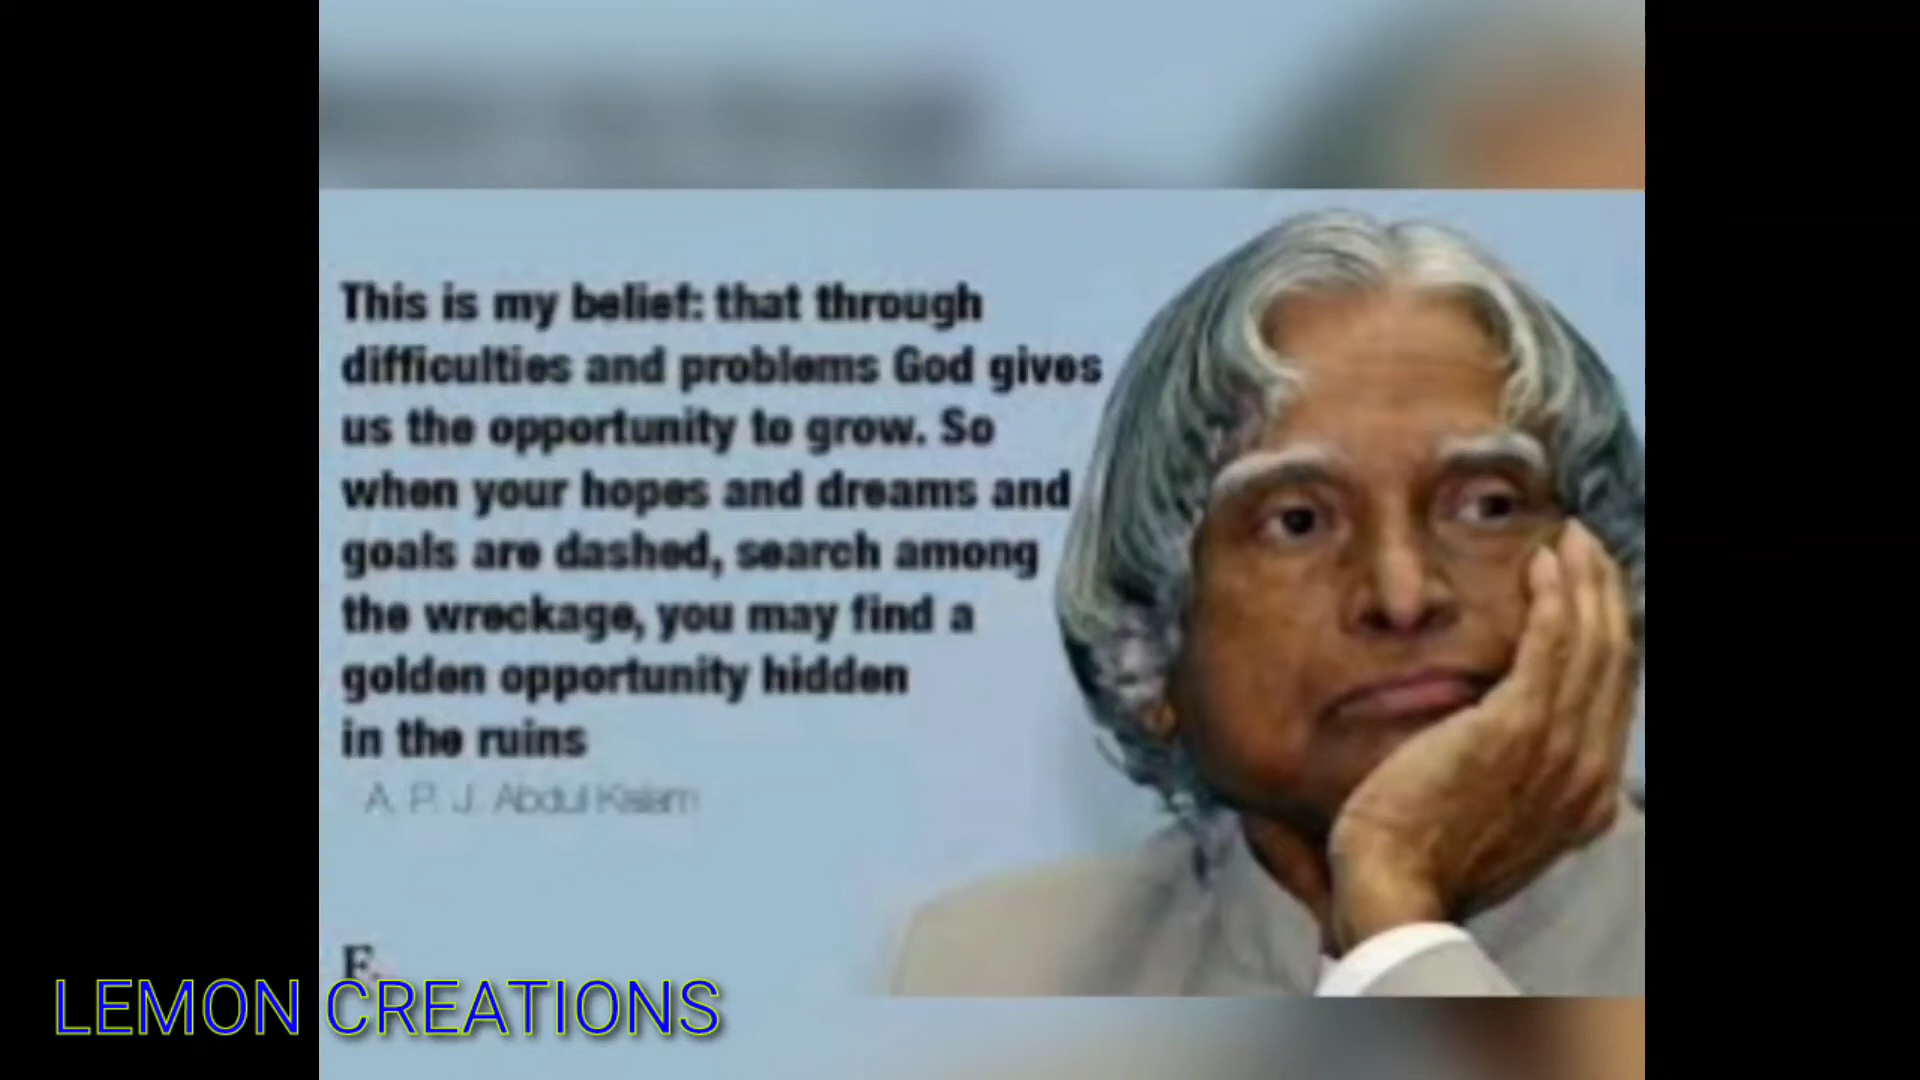 This is my belief: that through
difficulties and problems God gives
us the opportunity to grow. So
when your hopes and dreams and
goals are dashed, search among
the wreckage, you may find a
golden opportunity hidden
in the ruins
A. P. J. Abdul Kalam
F.
LEMON CREATIONS